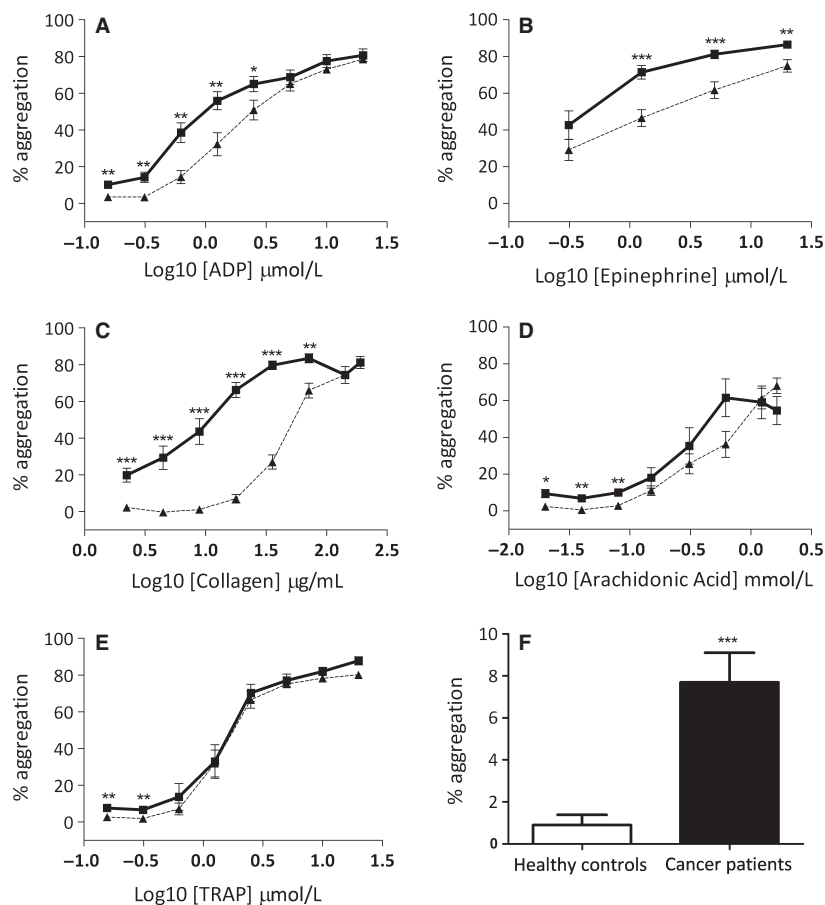 A
100
80
60
40
20
0
% aggregation
** ** ** ** *
−1.0 −0.5 0.0 0.5 1.0 1.5
Log10 [ADP] μmol/L
B
100
80
60
40
20
0
% aggregation
*** *** **
−1.0 −0.5 0.0 0.5 1.0 1.5
Log10 [Epinephrine] μmol/L
C
100
80
60
40
20
0
% aggregation
*** *** *** *** *** **
0.0 0.5 1.0 1.5 2.0 2.5
Log10 [Collagen] μg/mL
D
100
80
60
40
20
0
% aggregation
* ** **
−2.0 −1.5 −1.0 −0.5 0.0 0.5
Log10 [Arachidonic Acid] mmol/L
E
100
80
60
40
20
0
% aggregation
** **
−1.0 −0.5 0.0 0.5 1.0 1.5
Log10 [TRAP] μmol/L
F
10
8
6
4
2
0
% aggregation
***
Healthy controls Cancer patients